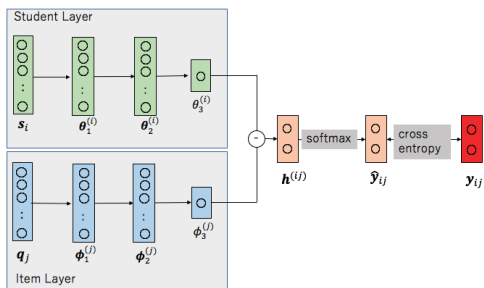 Student Layer
s_i
θ_1^(i)
θ_2^(i)
θ_3^(i)
-
h^(ij)
softmax
ŷ_ij
cross
entropy
y_ij
q_j
ϕ_1^(j)
ϕ_2^(j)
ϕ_3^(j)
Item Layer